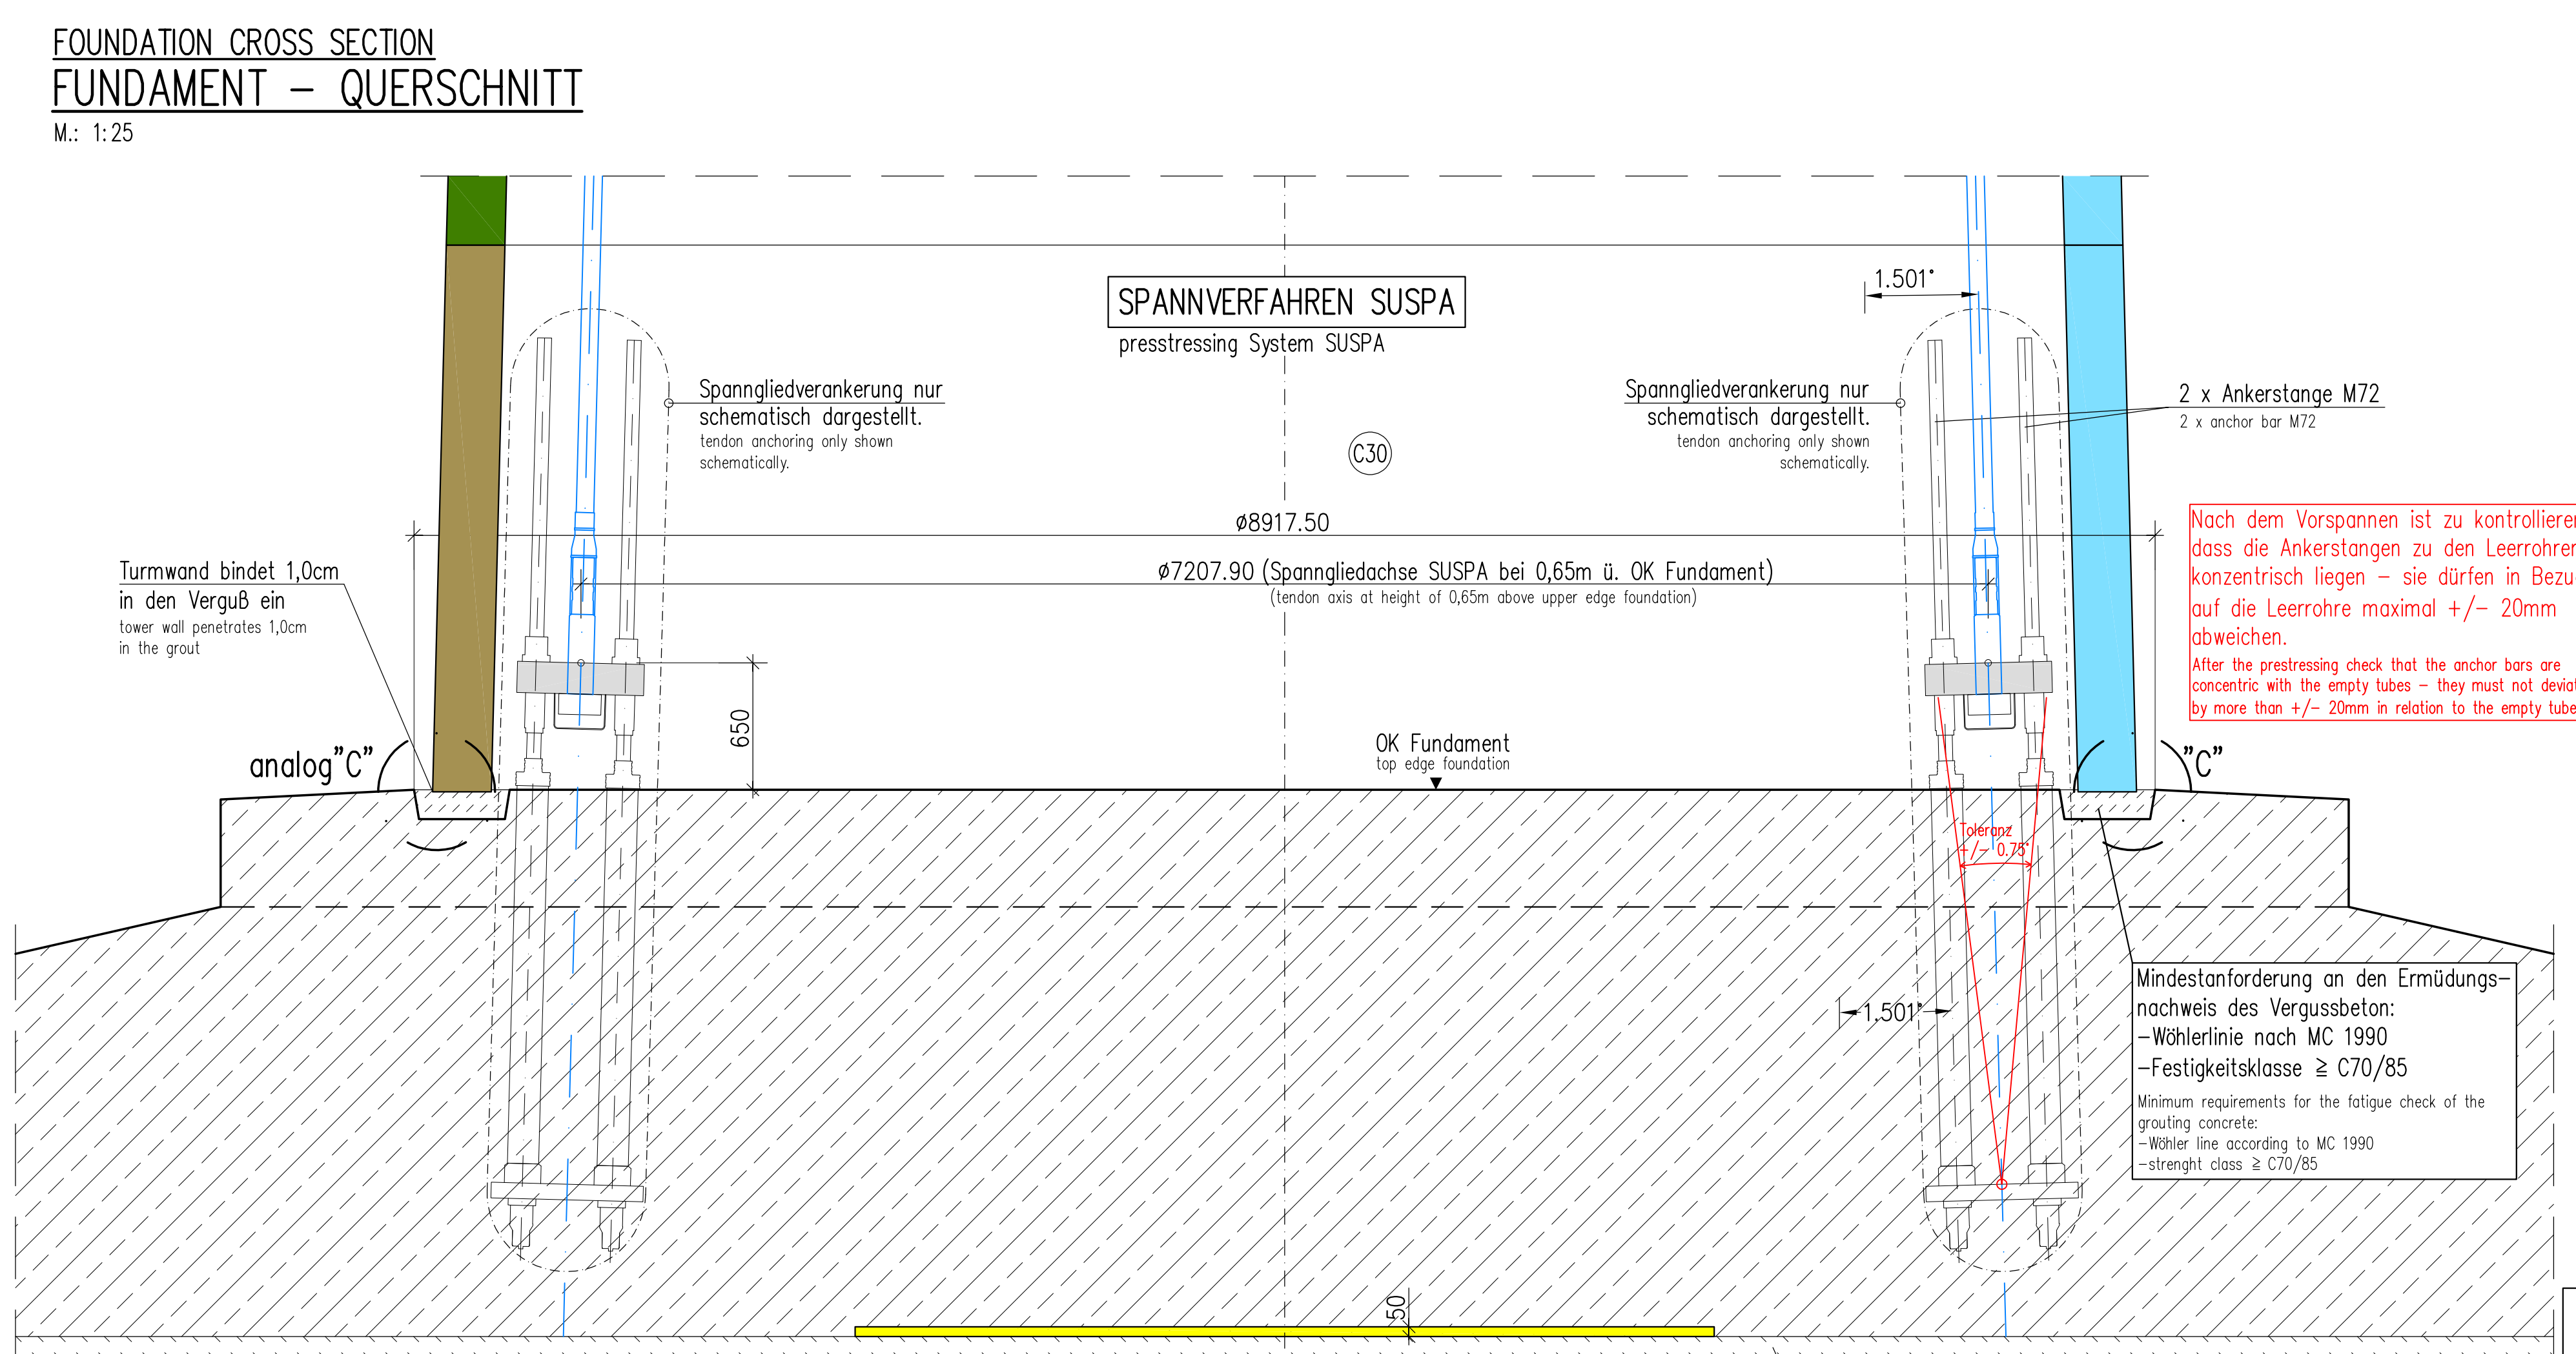 FOUNDATION CROSS SECTION
FUNDAMENT – QUERSCHNITT
M.: 1:25
SPANNVERFAHREN SUSPA
presstressing System SUSPA
1.501°
Spanngliedverankerung nur
schematisch dargestellt.
tendon anchoring only shown
schematically.
C30
Spanngliedverankerung nur
schematisch dargestellt.
tendon anchoring only shown
schematically.
2 x Ankerstange M72
2 x anchor bar M72
ø8917.50
ø7207.90 (Spanngliedachse SUSPA bei 0,65m ü. OK Fundament)
(tendon axis at height of 0,65m above upper edge foundation)
Turmwand bindet 1,0cm
in den Verguß ein
tower wall penetrates 1,0cm
in the grout
Nach dem Vorspannen ist zu kontrollieren
dass die Ankerstangen zu den Leerrohren
konzentrisch liegen – sie dürfen in Bezu
auf die Leerrohre maximal +/– 20mm
abweichen.
After the prestressing check that the anchor bars are
concentric with the empty tubes – they must not deviat
by more than +/– 20mm in relation to the empty tube
650
analog"C"
OK Fundament
top edge foundation
"C"
Toleranz
+/– 0.75°
1.501°
Mindestanforderung an den Ermüdungs–
nachweis des Vergussbeton:
–Wöhlerlinie nach MC 1990
–Festigkeitsklasse ≧ C70/85
Minimum requirements for the fatigue check of the
grouting concrete:
–Wöhler line according to MC 1990
–strenght class ≧ C70/85
50